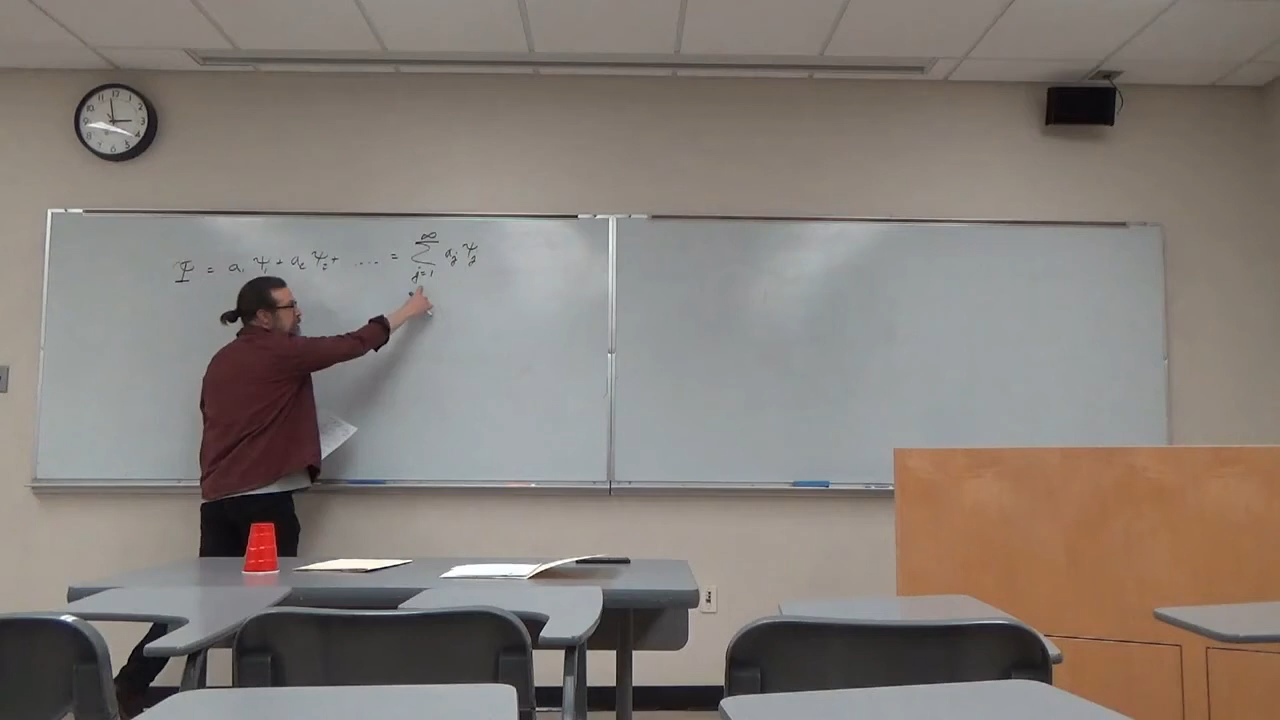 Ψ = a₁ψ₁ + a₂ψ₂ + .... = ∑_{j=1}^{∞} a_j ψ_j